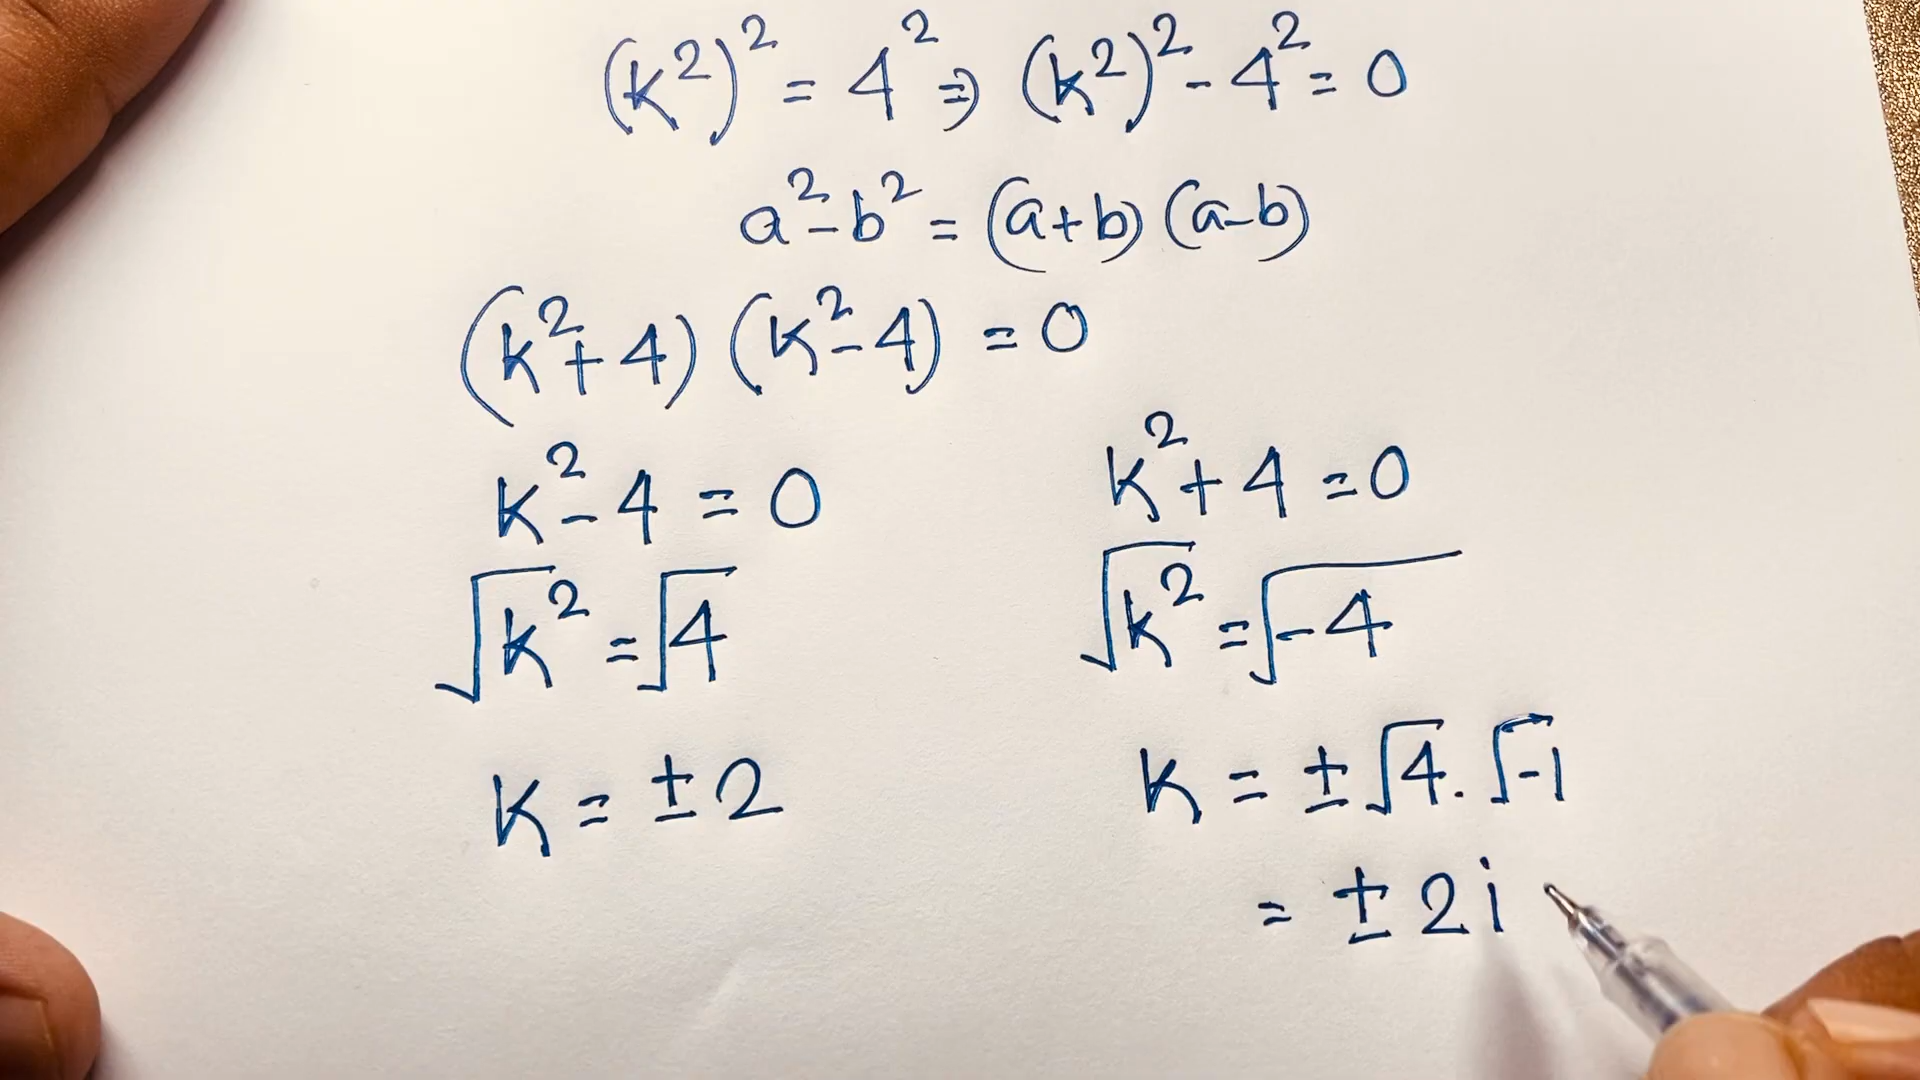 (k²)² = 4² ⇒ (k²)² - 4² = 0
a² - b² = (a+b) (a-b)
(k² + 4) (k² - 4) = 0
k² - 4 = 0
√k² = √4
k = ± 2
k² + 4 = 0
√k² = √-4
k = ± √4 . √-1
= ± 2i